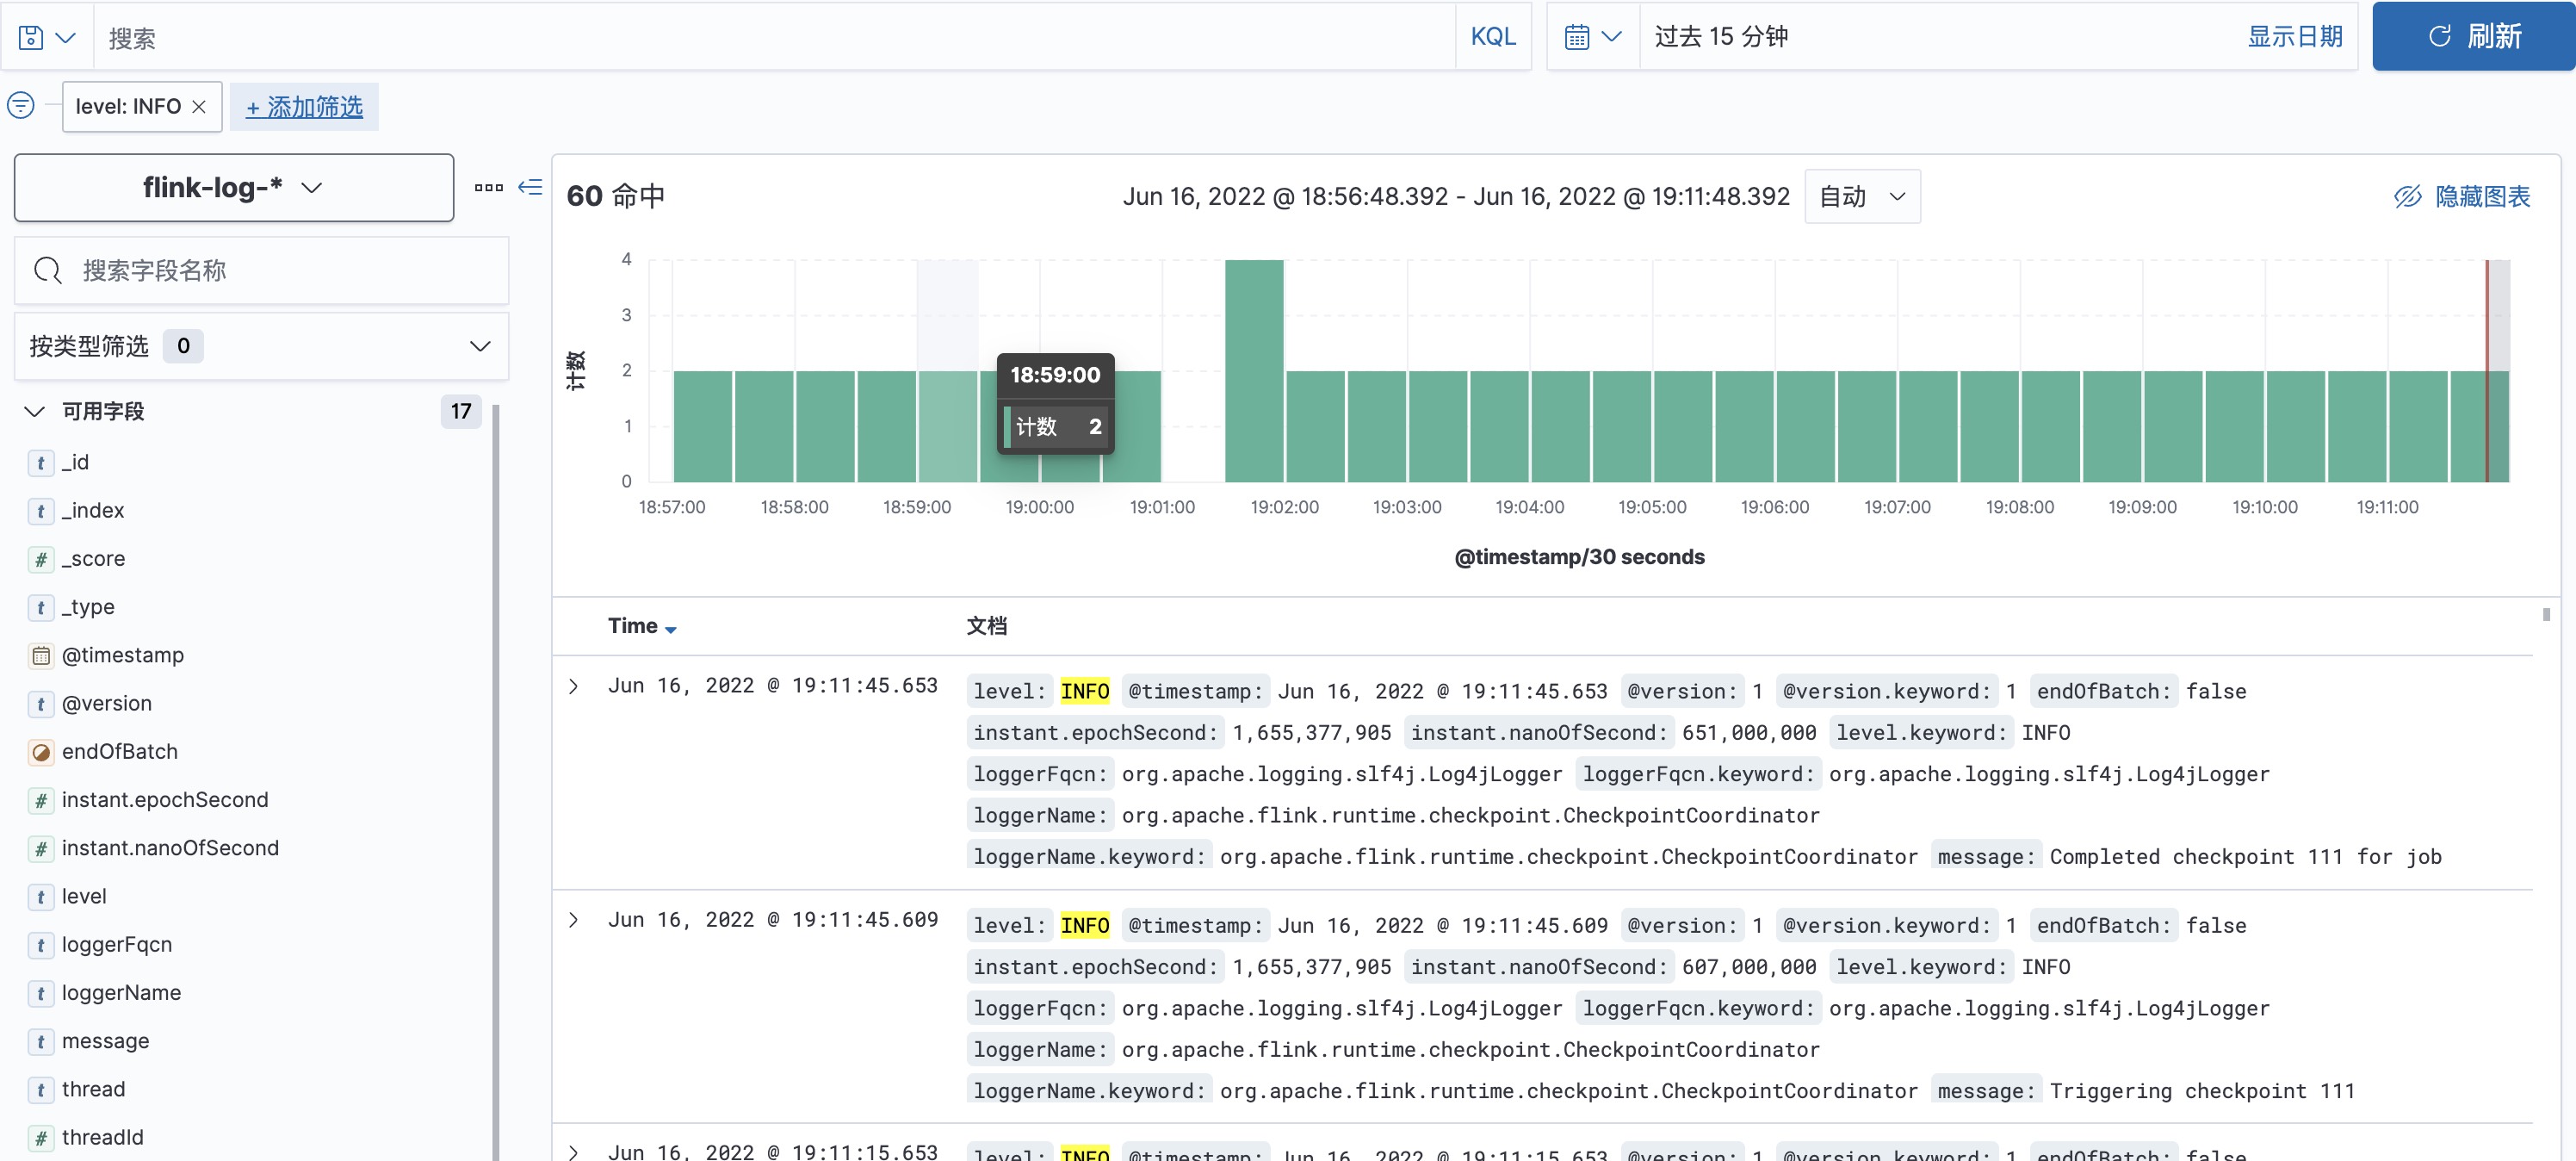 搜索 KQL 过去 15 分钟 显示日期 刷新
level: INFO × + 添加筛选
flink-log-*
60 命中 Jun 16, 2022 @ 18:56:48.392 - Jun 16, 2022 @ 19:11:48.392 自动 隐藏图表
搜索字段名称
按类型筛选 0
可用字段 17
t _id
t _index
# _score
t _type
@timestamp
t @version
endOfBatch
# instant.epochSecond
# instant.nanoOfSecond
t level
t loggerFqcn
t loggerName
t message
t thread
# threadId
计数
4
3
2
1
0
18:59:00
计数 2
18:57:00 18:58:00 18:59:00 19:00:00 19:01:00 19:02:00 19:03:00 19:04:00 19:05:00 19:06:00 19:07:00 19:08:00 19:09:00 19:10:00 19:11:00
@timestamp/30 seconds
Time 文档
Jun 16, 2022 @ 19:11:45.653 level: INFO @timestamp: Jun 16, 2022 @ 19:11:45.653 @version: 1 @version.keyword: 1 endOfBatch: false
instant.epochSecond: 1,655,377,905 instant.nanoOfSecond: 651,000,000 level.keyword: INFO
loggerFqcn: org.apache.logging.slf4j.Log4jLogger loggerFqcn.keyword: org.apache.logging.slf4j.Log4jLogger
loggerName: org.apache.flink.runtime.checkpoint.CheckpointCoordinator
loggerName.keyword: org.apache.flink.runtime.checkpoint.CheckpointCoordinator message: Completed checkpoint 111 for job
Jun 16, 2022 @ 19:11:45.609 level: INFO @timestamp: Jun 16, 2022 @ 19:11:45.609 @version: 1 @version.keyword: 1 endOfBatch: false
instant.epochSecond: 1,655,377,905 instant.nanoOfSecond: 607,000,000 level.keyword: INFO
loggerFqcn: org.apache.logging.slf4j.Log4jLogger loggerFqcn.keyword: org.apache.logging.slf4j.Log4jLogger
loggerName: org.apache.flink.runtime.checkpoint.CheckpointCoordinator
loggerName.keyword: org.apache.flink.runtime.checkpoint.CheckpointCoordinator message: Triggering checkpoint 111
Jun 16, 2022 @ 19:11:15.653 level: INFO @timestamp: Jun 16, 2022 @ 19:11:15.653 @version: 1 @version.keyword: 1 endOfBatch: false